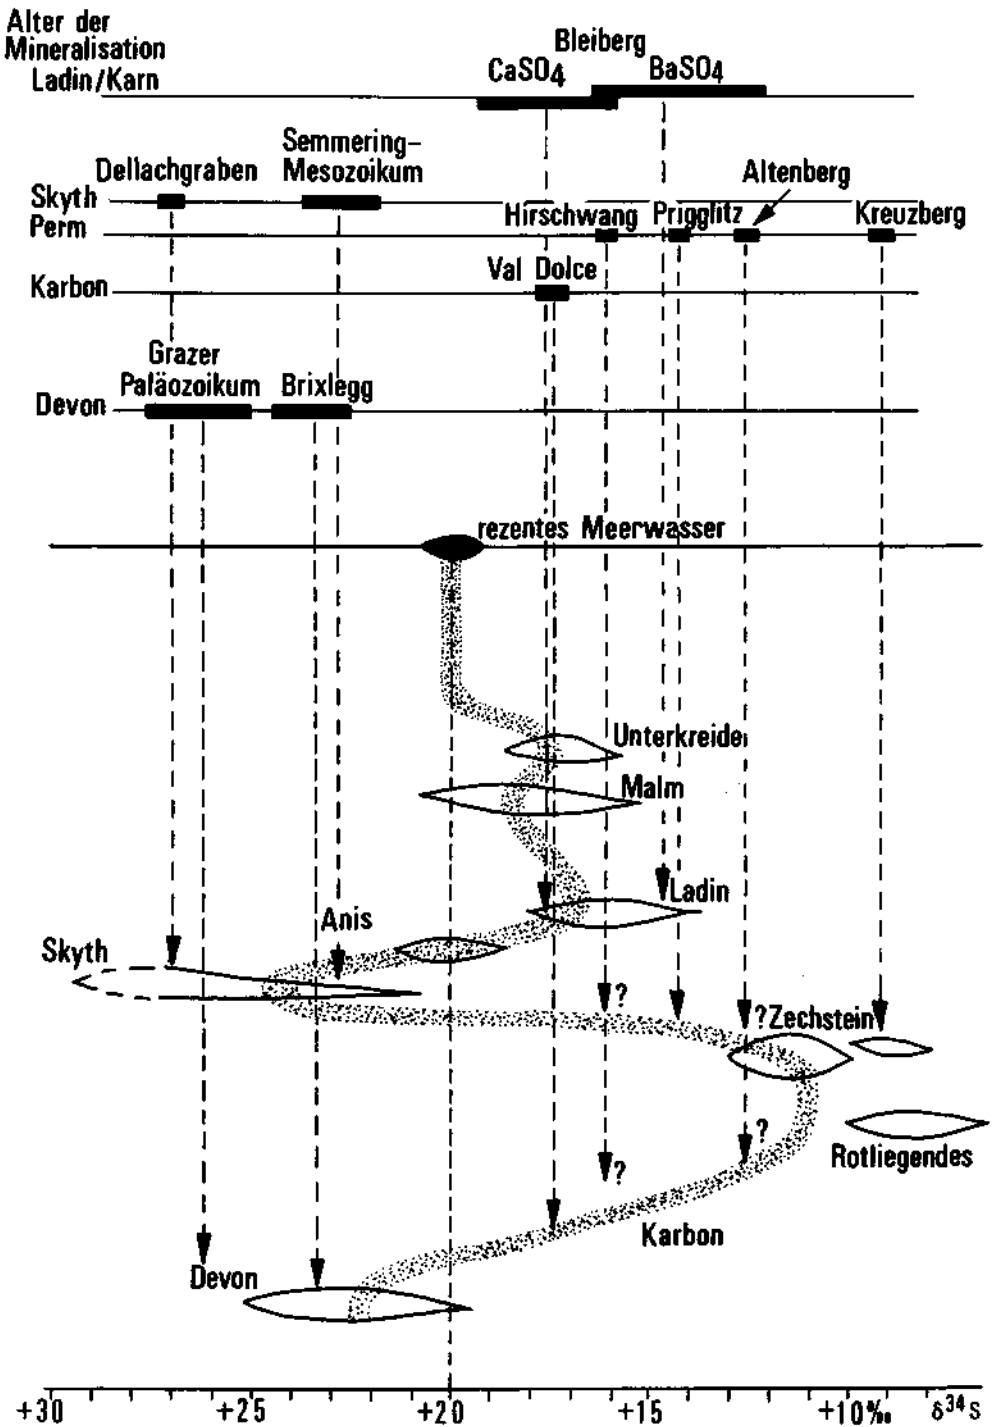 Alter der
Mineralisation
Ladin/Karn
Bleiberg
CaSO4
BaSO4
Semmering-
Mesozoikum
Dellachgraben
Altenberg
Skyth
Perm
Hirschwang
Prigglitz
Kreuzberg
Val Dolce
Karbon
Grazer
Paläozoikum
Brixlegg
Devon
rezentes Meerwasser
Unterkreide
Malm
Ladin
Anis
Skyth
?
?Zechstein
?
?
Rotliegendes
Karbon
Devon
+30
+25
+20
+15
+10‰
δ³⁴S